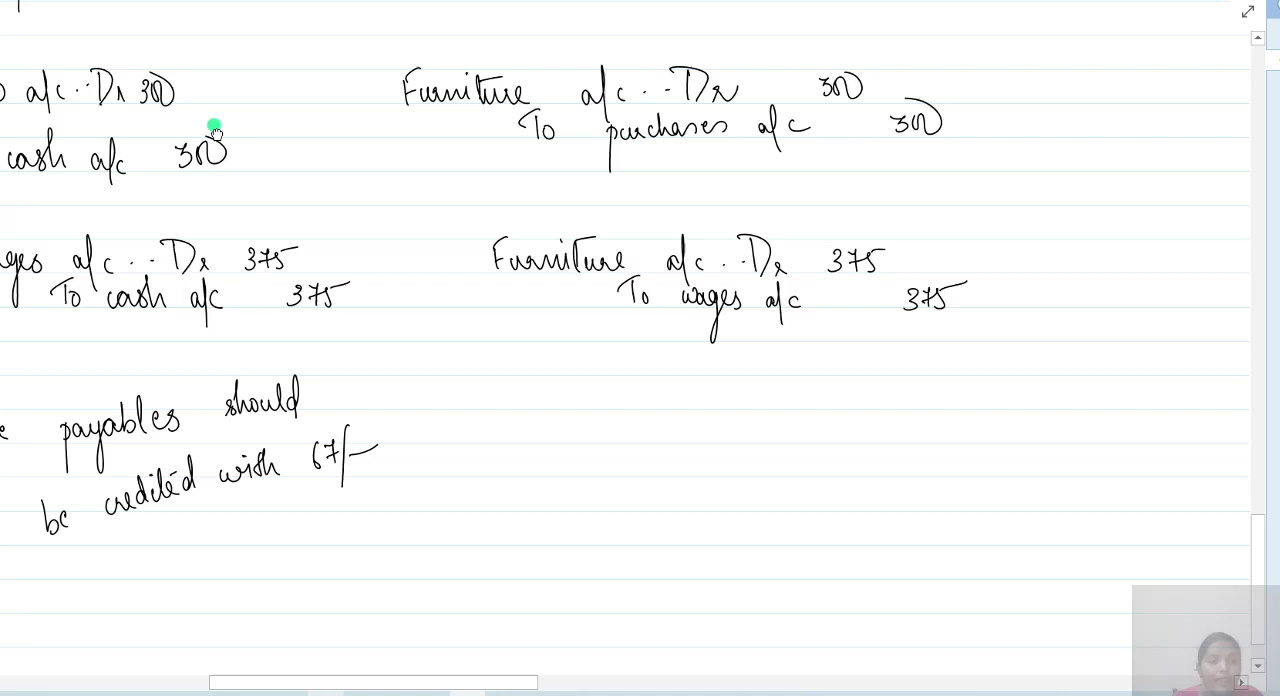 a/c ... Dr 300
cash a/c 300
Furniture a/c ... Dr 300
To purchases a/c 300
ges a/c ... Dr 375
To cash a/c 375
Furniture a/c ... Dr 375
To wages a/c 375
payables should
be credited with 67/-